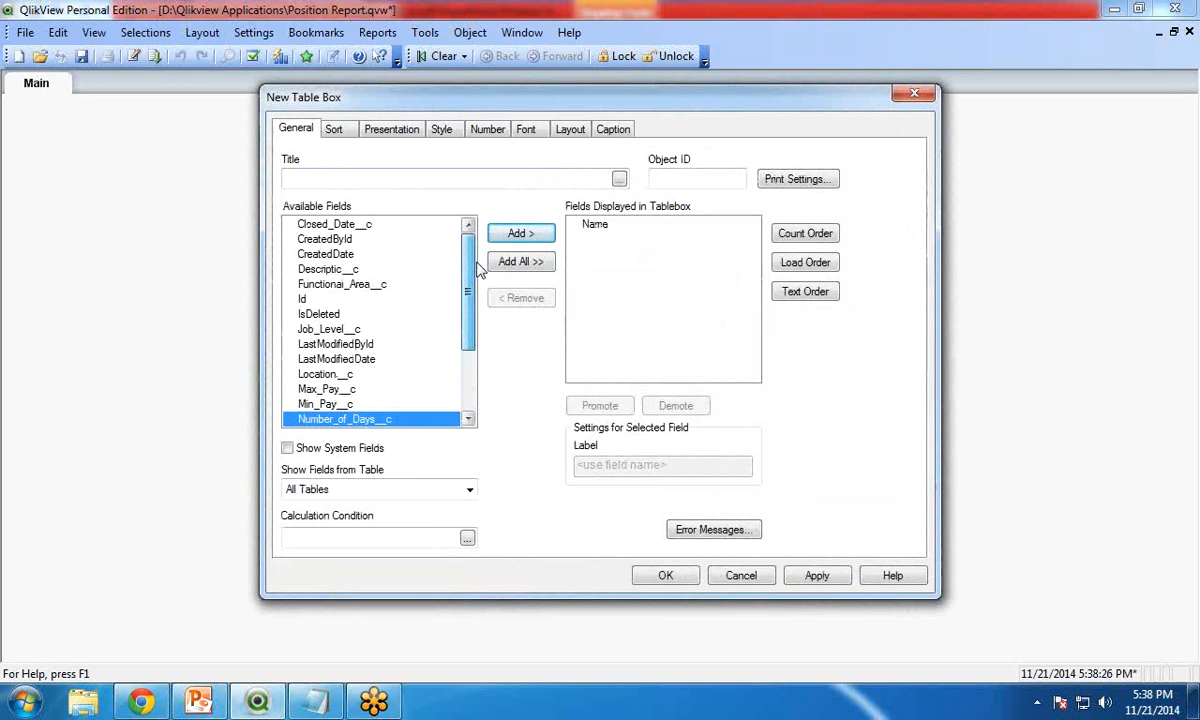 QlikView Personal Edition - [D:\Qlikview Applications\Position Report.qvw*]
File Edit View Selections Layout Settings Bookmarks Reports Tools Object Window Help
Clear Back Forward Lock Unlock
Main
New Table Box
General Sort Presentation Style Number Font Layout Caption
Title Object ID
... Print Settings...
Available Fields Fields Displayed in Tablebox
Closed_Date__c
CreatedById
CreatedDate
Descriptic__c
Functional_Area__c
Id
IsDeleted
Job_Level__c
LastModifiedById
LastModifiedDate
Location__c
Max_Pay__c
Min_Pay__c
Number_of_Days__c
Add >
Add All >>
< Remove
Name
Count Order
Load Order
Text Order
Promote Demote
Settings for Selected Field
Label
<use field name>
Show System Fields
Show Fields from Table
All Tables
Calculation Condition
...
Error Messages...
OK Cancel Apply Help
For Help, press F1
11/21/2014 5:38:26 PM*
5:38 PM
11/21/2014